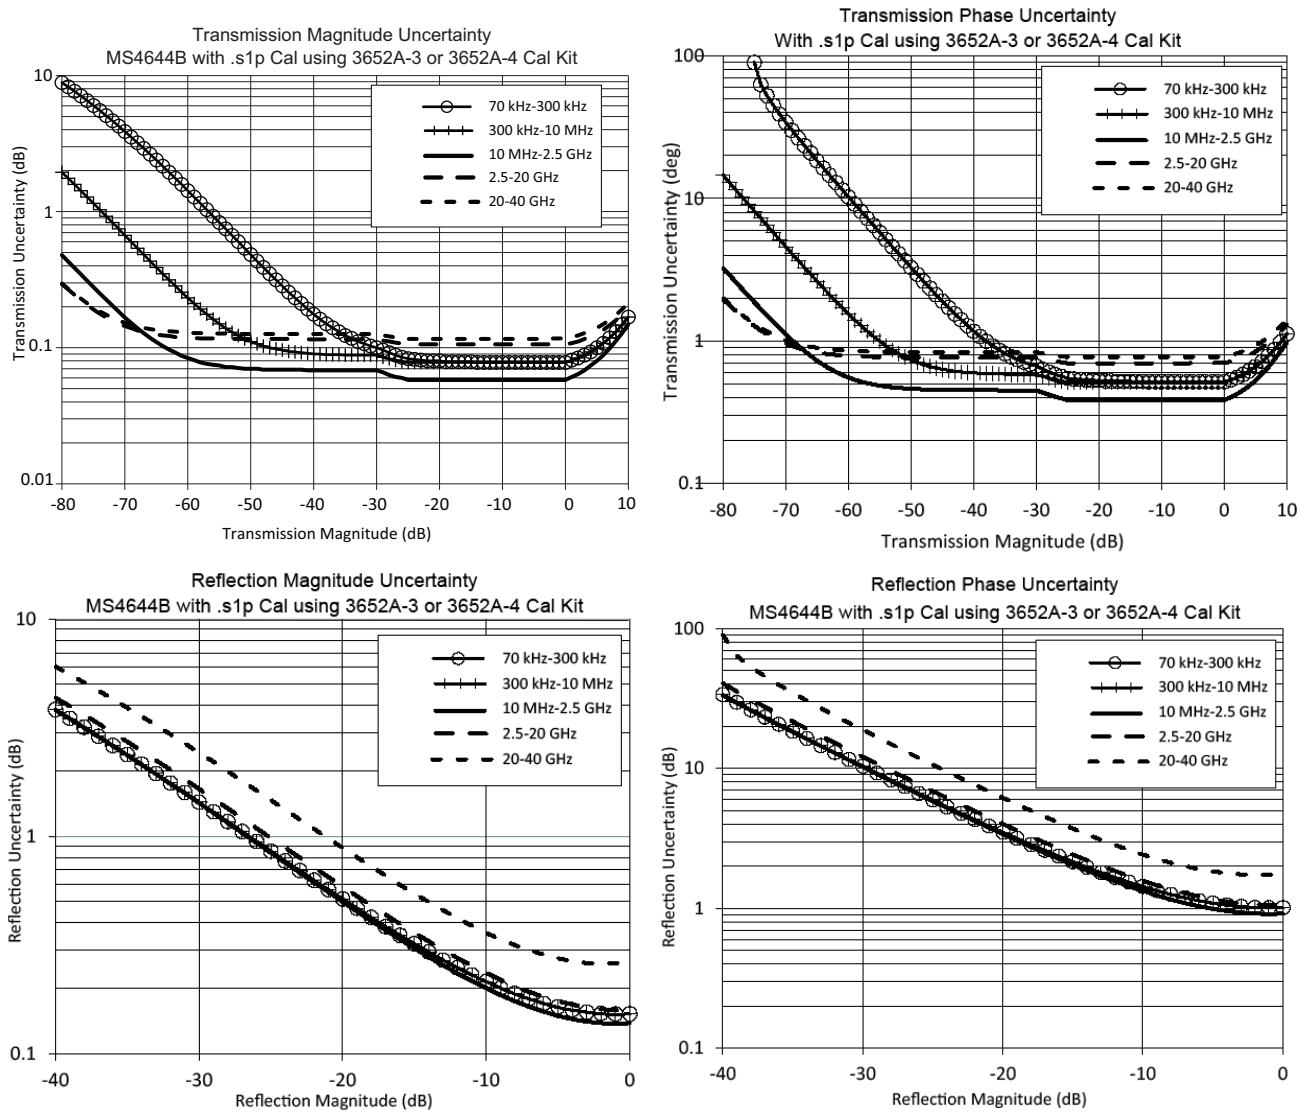 Transmission Magnitude Uncertainty
MS4644B with .s1p Cal using 3652A-3 or 3652A-4 Cal Kit
10
1
0.1
0.01
Transmission Uncertainty (dB)
70 kHz-300 kHz
300 kHz-10 MHz
10 MHz-2.5 GHz
2.5-20 GHz
20-40 GHz
-80 -70 -60 -50 -40 -30 -20 -10 0 10
Transmission Magnitude (dB)
Transmission Phase Uncertainty
With .s1p Cal using 3652A-3 or 3652A-4 Cal Kit
100
10
1
0.1
Transmission Uncertainty (deg)
70 kHz-300 kHz
300 kHz-10 MHz
10 MHz-2.5 GHz
2.5-20 GHz
20-40 GHz
-80 -70 -60 -50 -40 -30 -20 -10 0 10
Transmission Magnitude (dB)
Reflection Magnitude Uncertainty
MS4644B with .s1p Cal using 3652A-3 or 3652A-4 Cal Kit
10
1
0.1
Reflection Uncertainty (dB)
70 kHz-300 kHz
300 kHz-10 MHz
10 MHz-2.5 GHz
2.5-20 GHz
20-40 GHz
-40 -30 -20 -10 0
Reflection Magnitude (dB)
Reflection Phase Uncertainty
MS4644B with .s1p Cal using 3652A-3 or 3652A-4 Cal Kit
100
10
1
0.1
Reflection Uncertainty (dB)
70 kHz-300 kHz
300 kHz-10 MHz
10 MHz-2.5 GHz
2.5-20 GHz
20-40 GHz
-40 -30 -20 -10 0
Reflection Magnitude (dB)